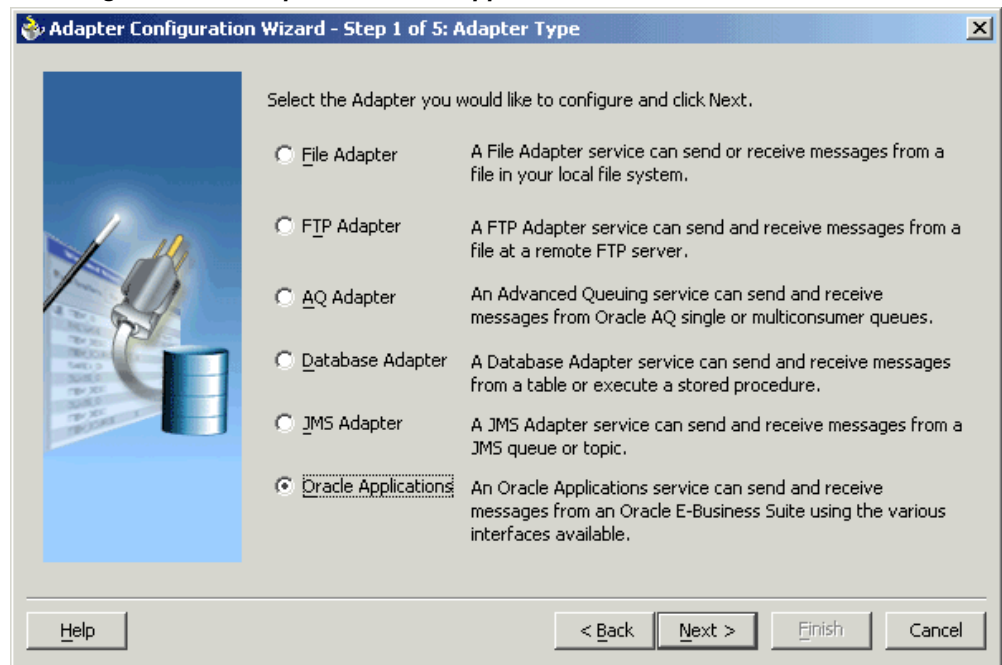 Adapter Configuration Wizard - Step 1 of 5: Adapter Type
Select the Adapter you would like to configure and click Next.
File Adapter
A File Adapter service can send or receive messages from a
file in your local file system.
FTP Adapter
A FTP Adapter service can send and receive messages from a
file at a remote FTP server.
AQ Adapter
An Advanced Queuing service can send and receive
messages from Oracle AQ single or multiconsumer queues.
Database Adapter
A Database Adapter service can send and receive messages
from a table or execute a stored procedure.
JMS Adapter
A JMS Adapter service can send and receive messages from a
JMS queue or topic.
Oracle Applications
An Oracle Applications service can send and receive
messages from an Oracle E-Business Suite using the various
interfaces available.
Help
< Back
Next >
Finish
Cancel